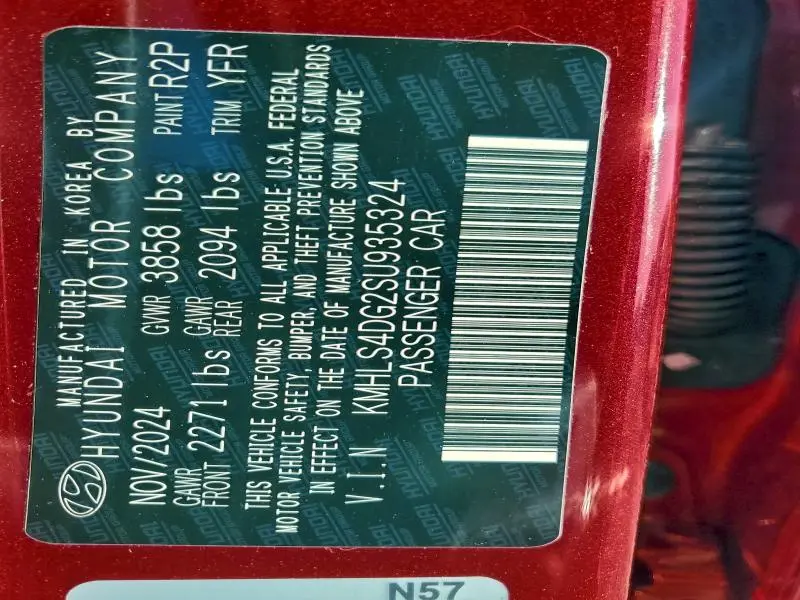 MANUFACTURED IN KOREA BY
HYUNDAI MOTOR COMPANY
NOV/2024 GVWR 3858 lbs PAINT R2P
GAWR FRONT 2271 lbs GAWR REAR 2094 lbs TRIM YFR
THIS VEHICLE CONFORMS TO ALL APPLICABLE U.S.A. FEDERAL
MOTOR VEHICLE SAFETY, BUMPER, AND THEFT PREVENTION STANDARDS
IN EFFECT ON THE DATE OF MANUFACTURE SHOWN ABOVE
V.I.N KMHLS4DG2SU935324
PASSENGER CAR
N57